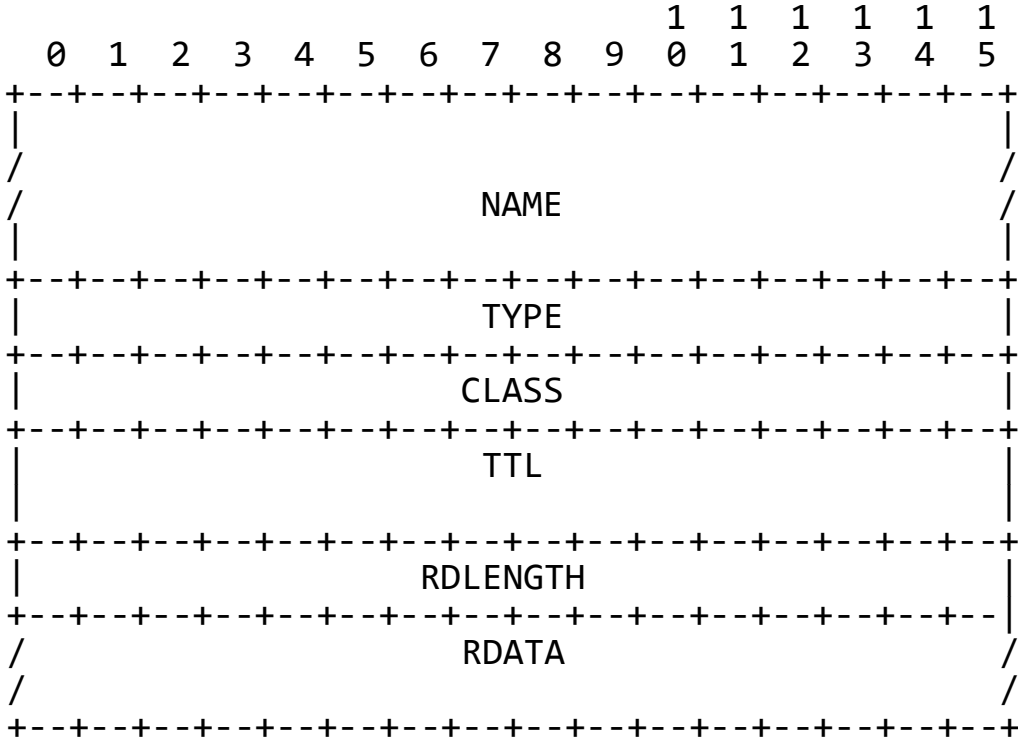 1  1  1  1  1  1
  0  1  2  3  4  5  6  7  8  9  0  1  2  3  4  5
+--+--+--+--+--+--+--+--+--+--+--+--+--+--+--+--+
|                                               |
/                                               /
/                      NAME                     /
|                                               |
+--+--+--+--+--+--+--+--+--+--+--+--+--+--+--+--+
|                      TYPE                     |
+--+--+--+--+--+--+--+--+--+--+--+--+--+--+--+--+
|                     CLASS                     |
+--+--+--+--+--+--+--+--+--+--+--+--+--+--+--+--+
|                      TTL                      |
|                                               |
+--+--+--+--+--+--+--+--+--+--+--+--+--+--+--+--+
|                   RDLENGTH                    |
+--+--+--+--+--+--+--+--+--+--+--+--+--+--+--+--|
/                     RDATA                     /
/                                               /
+--+--+--+--+--+--+--+--+--+--+--+--+--+--+--+--+